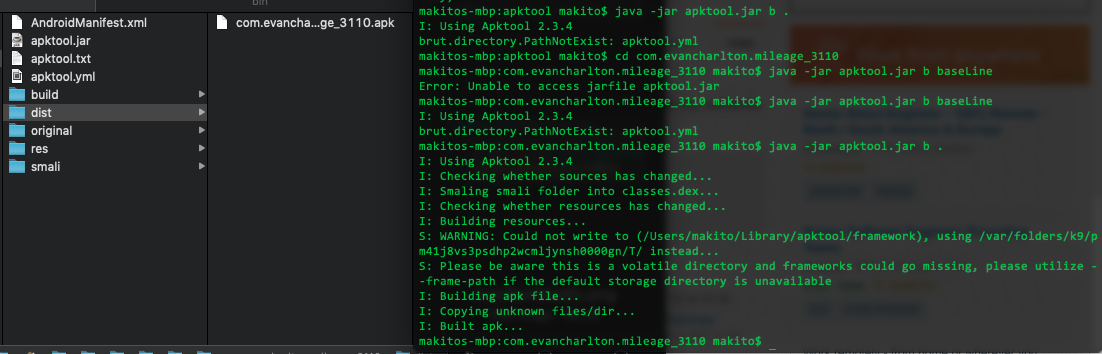 bin
AndroidManifest.xml
apktool.jar
apktool.txt
apktool.yml
build
dist
original
res
smali
com.evancha...ge_3110.apk
makitos-mbp:apktool makito$ java -jar apktool.jar b .
I: Using Apktool 2.3.4
brut.directory.PathNotExist: apktool.yml
makitos-mbp:apktool makito$ cd com.evancharlton.mileage_3110
makitos-mbp:com.evancharlton.mileage_3110 makito$ java -jar apktool.jar b baseLine
Error: Unable to access jarfile apktool.jar
makitos-mbp:com.evancharlton.mileage_3110 makito$ java -jar apktool.jar b baseLine
I: Using Apktool 2.3.4
brut.directory.PathNotExist: apktool.yml
makitos-mbp:com.evancharlton.mileage_3110 makito$ java -jar apktool.jar b .
I: Using Apktool 2.3.4
I: Checking whether sources has changed...
I: Smaling smali folder into classes.dex...
I: Checking whether resources has changed...
I: Building resources...
S: WARNING: Could not write to (/Users/makito/Library/apktool/framework), using /var/folders/k9/p
m41j8vs3psdhp2wcmljynsh0000gn/T/ instead...
S: Please be aware this is a volatile directory and frameworks could go missing, please utilize -
-frame-path if the default storage directory is unavailable
I: Building apk file...
I: Copying unknown files/dir...
I: Built apk...
makitos-mbp:com.evancharlton.mileage_3110 makito$ _